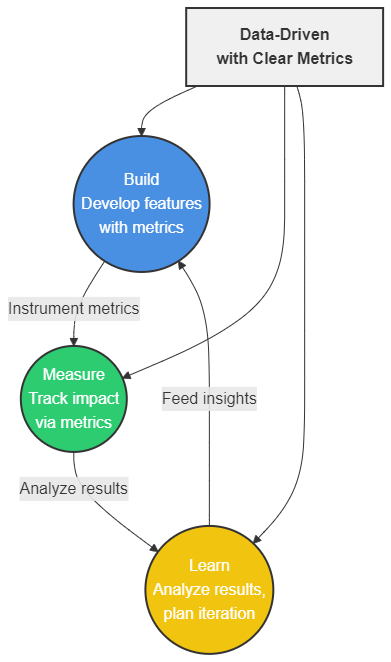 Data-Driven
with Clear Metrics
Build
Develop features
with metrics
Instrument metrics
Measure
Track impact
via metrics
Feed insights
Analyze results
Learn
Analyze results,
plan iteration